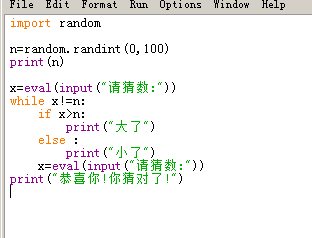 File Edit Format Run Options Window Help
import random
n=random.randint(0,100)
print(n)
x=eval(input("请猜数:"))
while x!=n:
    if x>n:
        print("大了")
    else :
        print("小了")
    x=eval(input("请猜数:"))
print("恭喜你!你猜对了!")